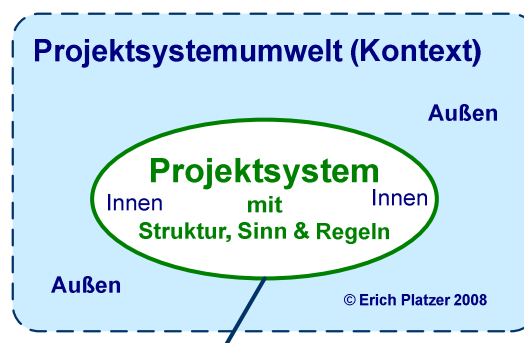 Projektsystemumwelt (Kontext)
Außen
Projektsystem
Innen
Innen
mit
Struktur, Sinn & Regeln
Außen
© Erich Platzer 2008